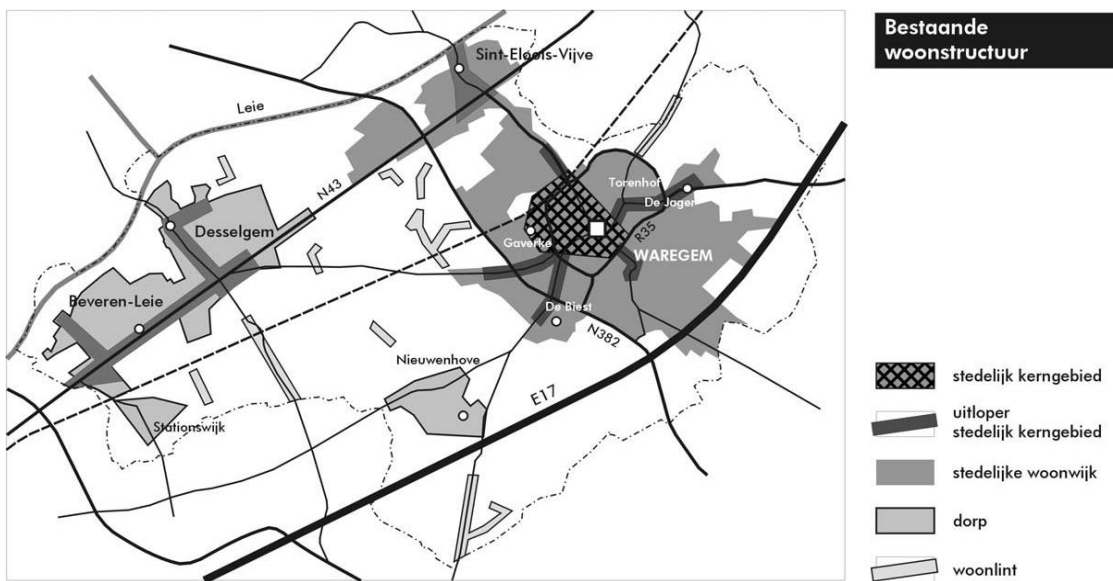 Bestaande
woonstructuur
Sint-Eloois-Vijve
Leie
N43
Torenhof
De Jager
Desselgem
Gaverke
R35
WAREGEM
Beveren-Leie
De Biest
N382
Nieuwenhove
E17
Stationswijk
stedelijk kerngebied
uitloper
stedelijk kerngebied
stedelijke woonwijk
dorp
woonlint